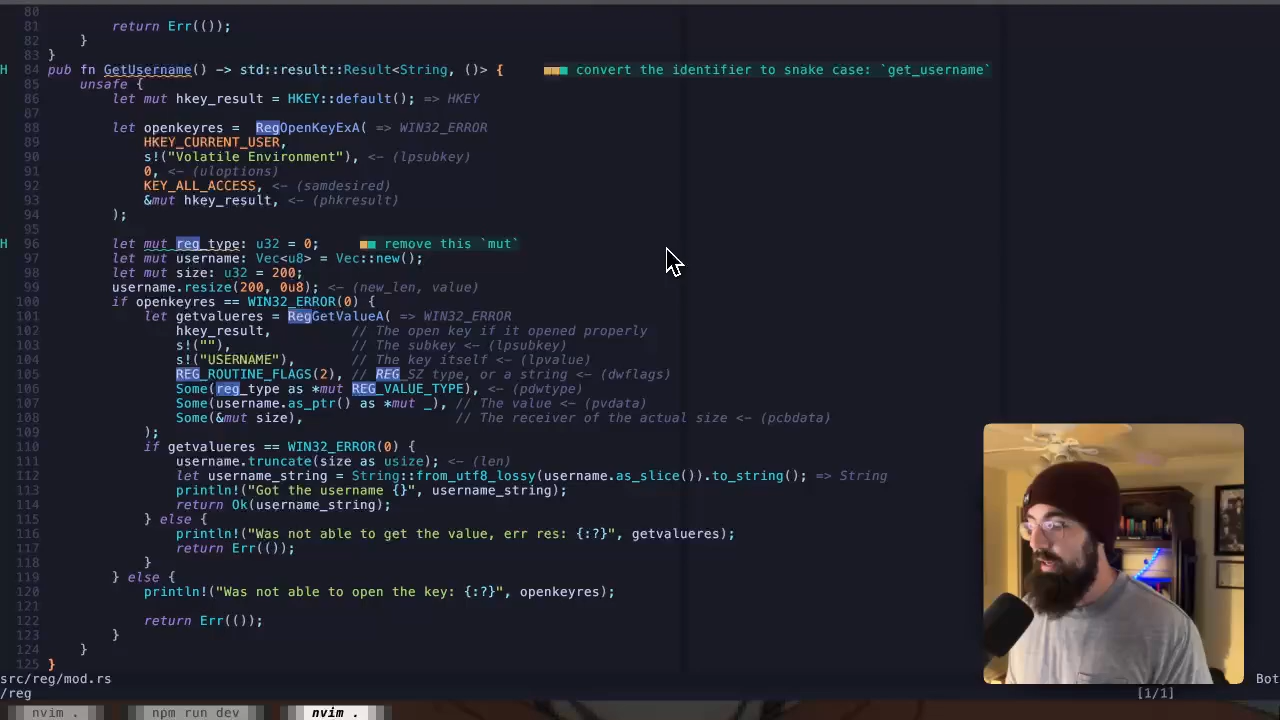 80
81 return Err(());
82 }
83 }
H 84 pub fn GetUsername() -> std::result::Result<String, ()> { convert the identifier to snake case: `get_username`
85 unsafe {
86 let mut hkey_result = HKEY::default(); => HKEY
87
88 let openkeyres = RegOpenKeyExA( => WIN32_ERROR
89 HKEY_CURRENT_USER,
90 s!("Volatile Environment"), <- (lpsubkey)
91 0, <- (uloptions)
92 KEY_ALL_ACCESS, <- (samdesired)
93 &mut hkey_result, <- (phkresult)
94 );
95
H 96 let mut reg_type: u32 = 0; remove this `mut`
97 let mut username: Vec<u8> = Vec::new();
98 let mut size: u32 = 200;
99 username.resize(200, 0u8); <- (new_len, value)
100 if openkeyres == WIN32_ERROR(0) {
101 let getvalueres = RegGetValueA( => WIN32_ERROR
102 hkey_result, // The open key if it opened properly
103 s!(""), // The subkey <- (lpsubkey)
104 s!("USERNAME"), // The key itself <- (lpvalue)
105 REG_ROUTINE_FLAGS(2), // REG_SZ type, or a string <- (dwflags)
106 Some(reg_type as *mut REG_VALUE_TYPE), <- (pdwtype)
107 Some(username.as_ptr() as *mut _), // The value <- (pvdata)
108 Some(&mut size), // The receiver of the actual size <- (pcbdata)
109 );
110 if getvalueres == WIN32_ERROR(0) {
111 username.truncate(size as usize); <- (len)
112 let username_string = String::from_utf8_lossy(username.as_slice()).to_string(); => String
113 println!("Got the username {}", username_string);
114 return Ok(username_string);
115 } else {
116 println!("Was not able to get the value, err res: {:?}", getvalueres);
117 return Err(());
118 }
119 } else {
120 println!("Was not able to open the key: {:?}", openkeyres);
121
122 return Err(());
123 }
124 }
125 }
src/reg/mod.rs Bot
/reg [1/1]
nvim . npm run dev nvim .